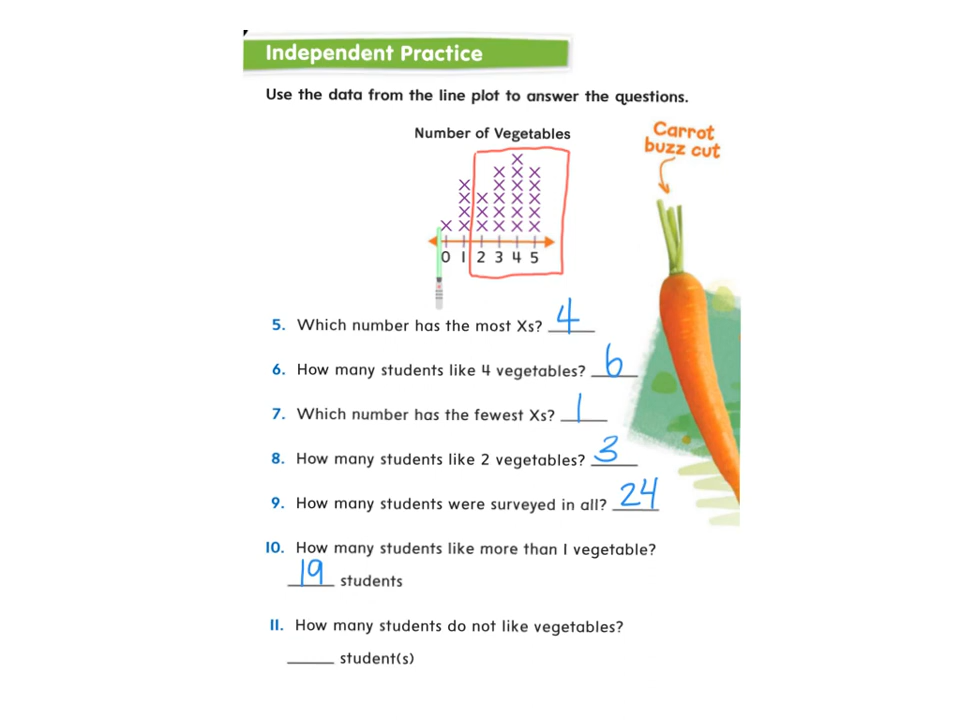 Independent Practice
Use the data from the line plot to answer the questions.
Number of Vegetables
Carrot
buzz cut
0 1 2 3 4 5
5. Which number has the most Xs? 4
6. How many students like 4 vegetables? 6
7. Which number has the fewest Xs? 1
8. How many students like 2 vegetables? 3
9. How many students were surveyed in all? 24
10. How many students like more than 1 vegetable?
19 students
11. How many students do not like vegetables?
____ student(s)